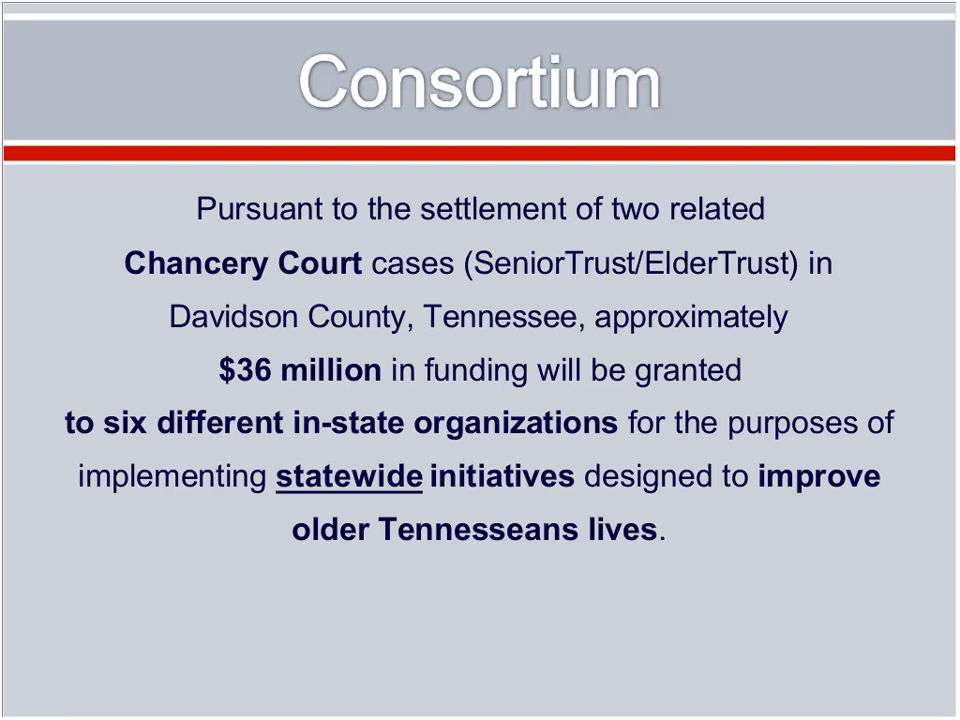 Consortium
Pursuant to the settlement of two related
Chancery Court cases (SeniorTrust/ElderTrust) in
Davidson County, Tennessee, approximately
$36 million in funding will be granted
to six different in-state organizations for the purposes of
implementing statewide initiatives designed to improve
older Tennesseans lives.